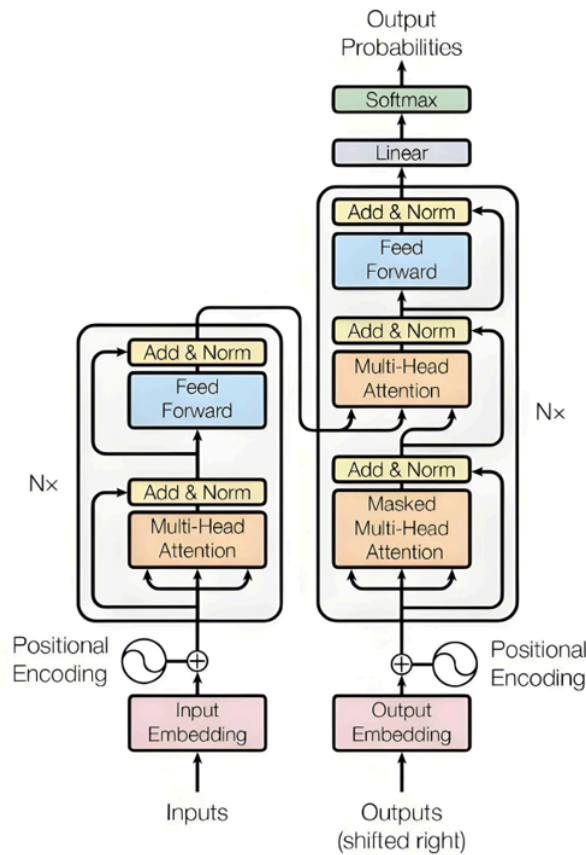 Output
Probabilities
Softmax
Linear
Add & Norm
Feed
Forward
Add & Norm
Multi-Head
Attention
Add & Norm
Masked
Multi-Head
Attention
Nx
Add & Norm
Feed
Forward
Add & Norm
Multi-Head
Attention
Nx
Positional
Encoding
Positional
Encoding
Input
Embedding
Output
Embedding
Inputs
Outputs
(shifted right)